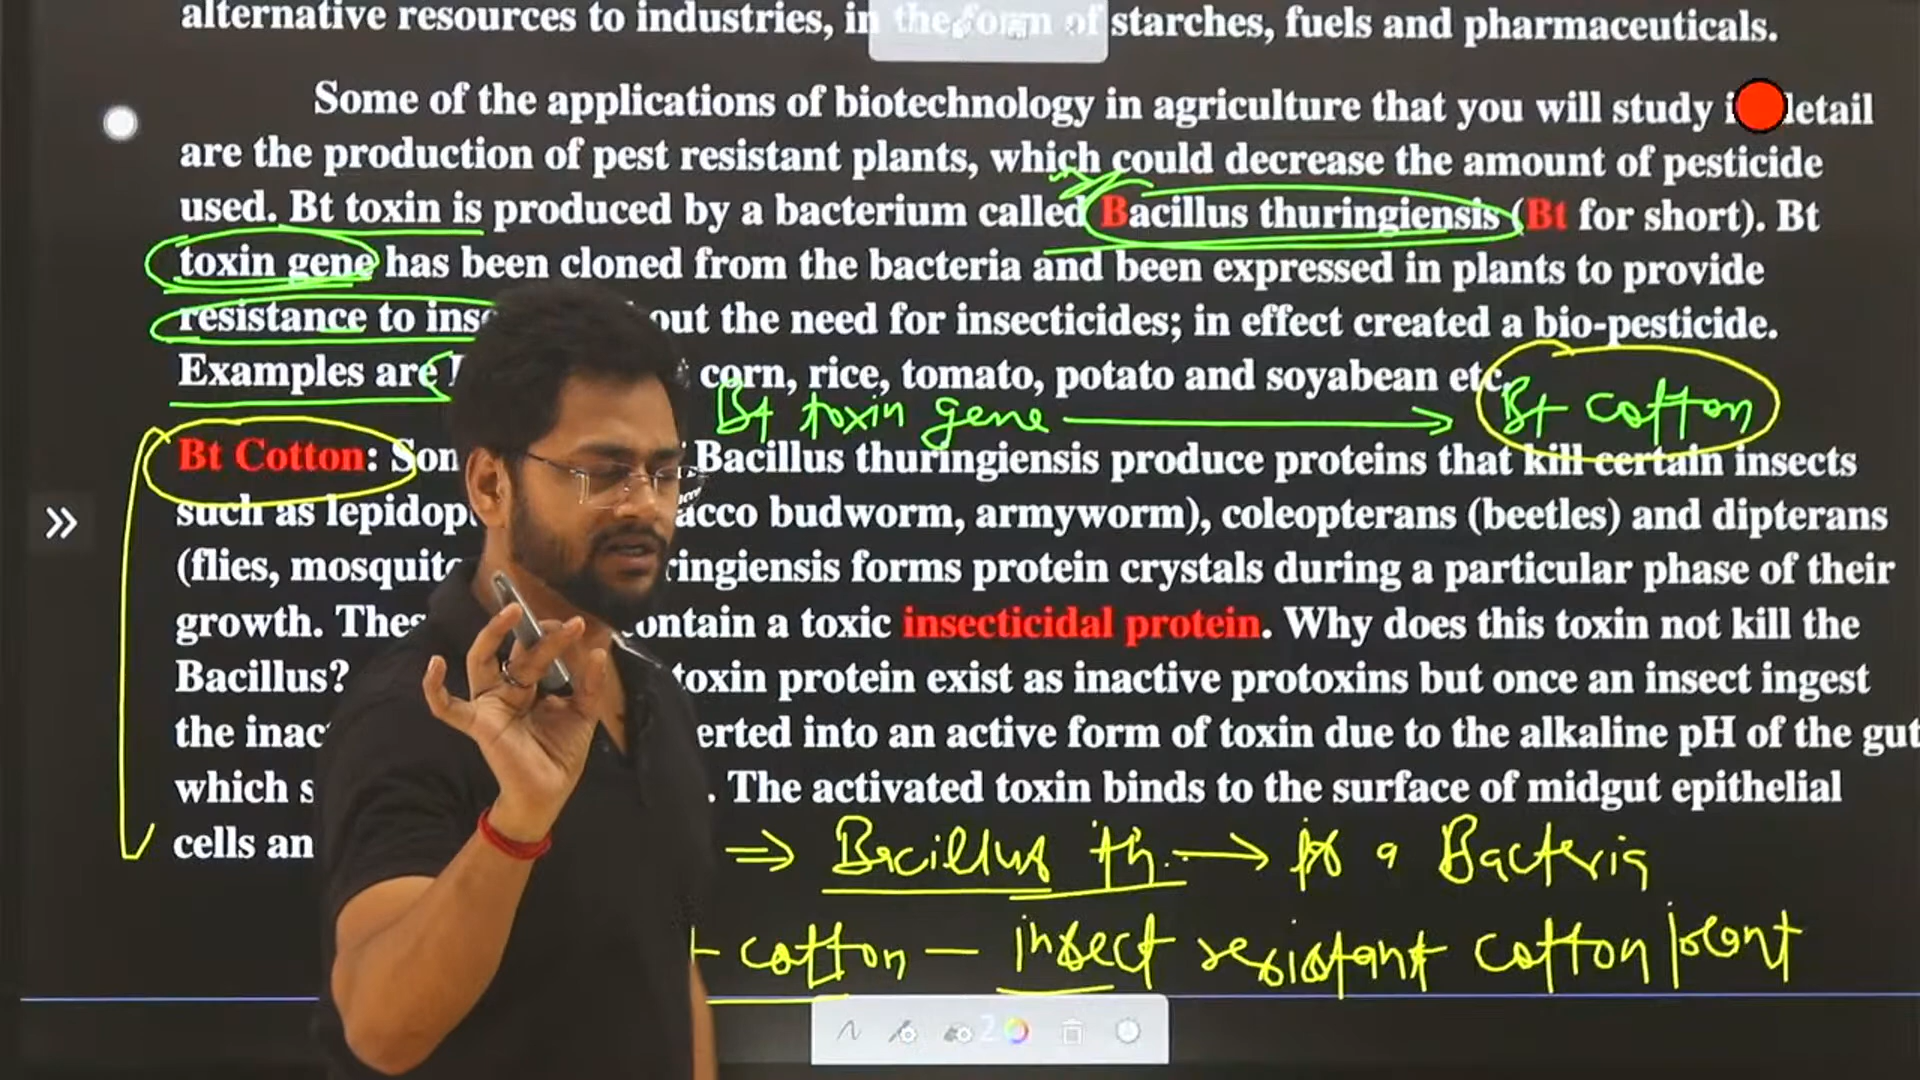 alternative resources to industries, in the form of starches, fuels and pharmaceuticals.
Some of the applications of biotechnology in agriculture that you will study i detail
are the production of pest resistant plants, which could decrease the amount of pesticide
used. Bt toxin is produced by a bacterium called Bacillus thuringiensis (Bt for short). Bt
toxin gene has been cloned from the bacteria and been expressed in plants to provide
resistance to inse out the need for insecticides; in effect created a bio-pesticide.
Examples are corn, rice, tomato, potato and soyabean etc.
Bt toxin gene → Bt cotton
Bt Cotton: Som Bacillus thuringiensis produce proteins that kill certain insects
such as lepidopt acco budworm, armyworm), coleopterans (beetles) and dipterans
(flies, mosquito ringiensis forms protein crystals during a particular phase of their
growth. These contain a toxic insecticidal protein. Why does this toxin not kill the
Bacillus? toxin protein exist as inactive protoxins but once an insect ingest
the inac erted into an active form of toxin due to the alkaline pH of the gut
which s . The activated toxin binds to the surface of midgut epithelial
cells an
⇒ Bacillus th. → is a Bacteria
cotton — insect resistant cotton plant